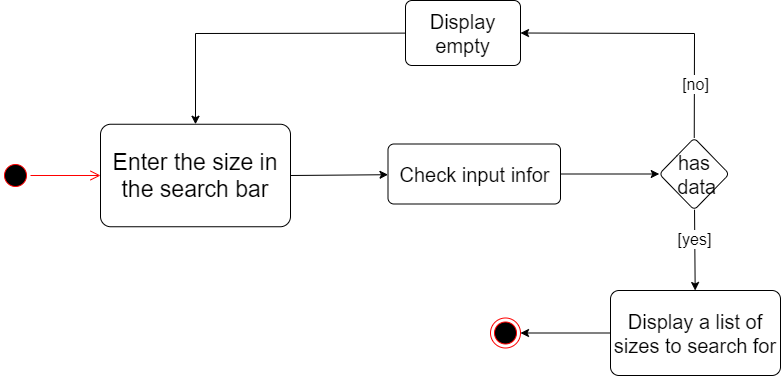 Display
empty
[no]
Enter the size in
the search bar
Check input infor
has
data
[yes]
Display a list of
sizes to search for